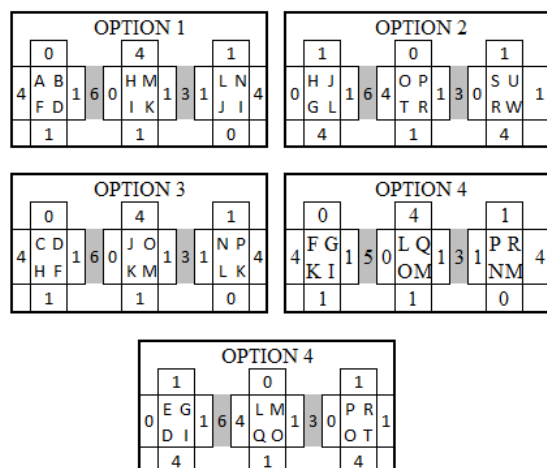 OPTION 1
0 4 1
A B H M L N
4 1 6 0 1 3 1 4
F D I K J I
1 1 0
OPTION 2
1 0 1
H J O P S U
0 1 6 4 1 3 0 1
G L T R R W
4 1 4
OPTION 3
0 4 1
C D J O N P
4 1 6 0 1 3 1 4
H F K M L K
1 1 0
OPTION 4
0 4 1
F G L Q P R
4 1 5 0 1 3 1 4
K I O M N M
1 1 0
OPTION 4
1 0 1
E G L M P R
0 1 6 4 1 3 0 1
D I Q O O T
4 1 4